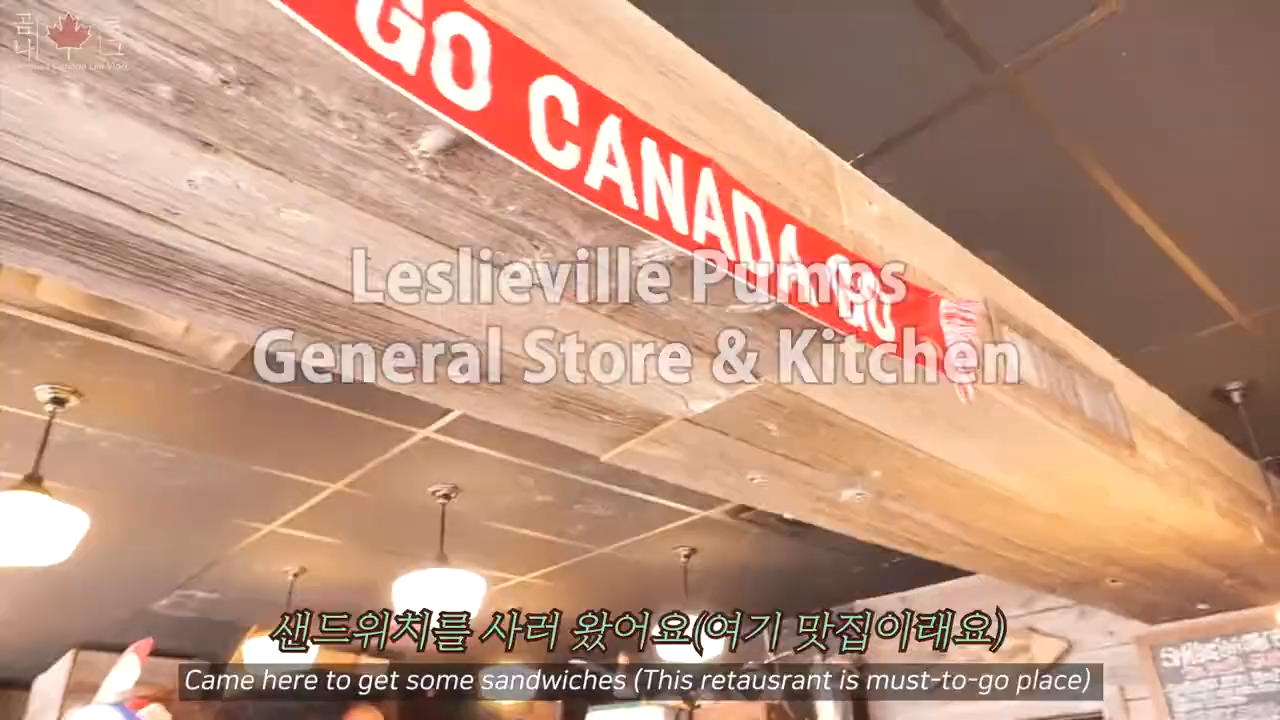 GO CANADA GO
Leslieville Pumps
General Store & Kitchen
샌드위치를 사러 왔어요(여기 맛집이래요)
Came here to get some sandwiches (This retausrant is must-to-go place)